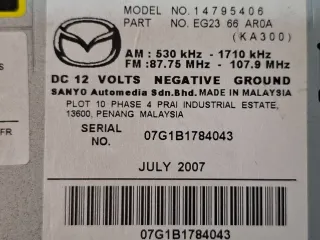 MODEL NO. 14795406
PART NO. EG23 66 AR0A
(KA300)
AM : 530 kHz - 1710 kHz
FM : 87.75 MHz - 107.9 MHz
DC 12 VOLTS NEGATIVE GROUND
SANYO Automedia Sdn.Bhd. MADE IN MALAYSIA
PLOT 10 PHASE 4 PRAI INDUSTRIAL ESTATE,
13600, PENANG MALAYSIA
SERIAL NO. 07G1B1784043
JULY 2007
07G1B1784043
FR